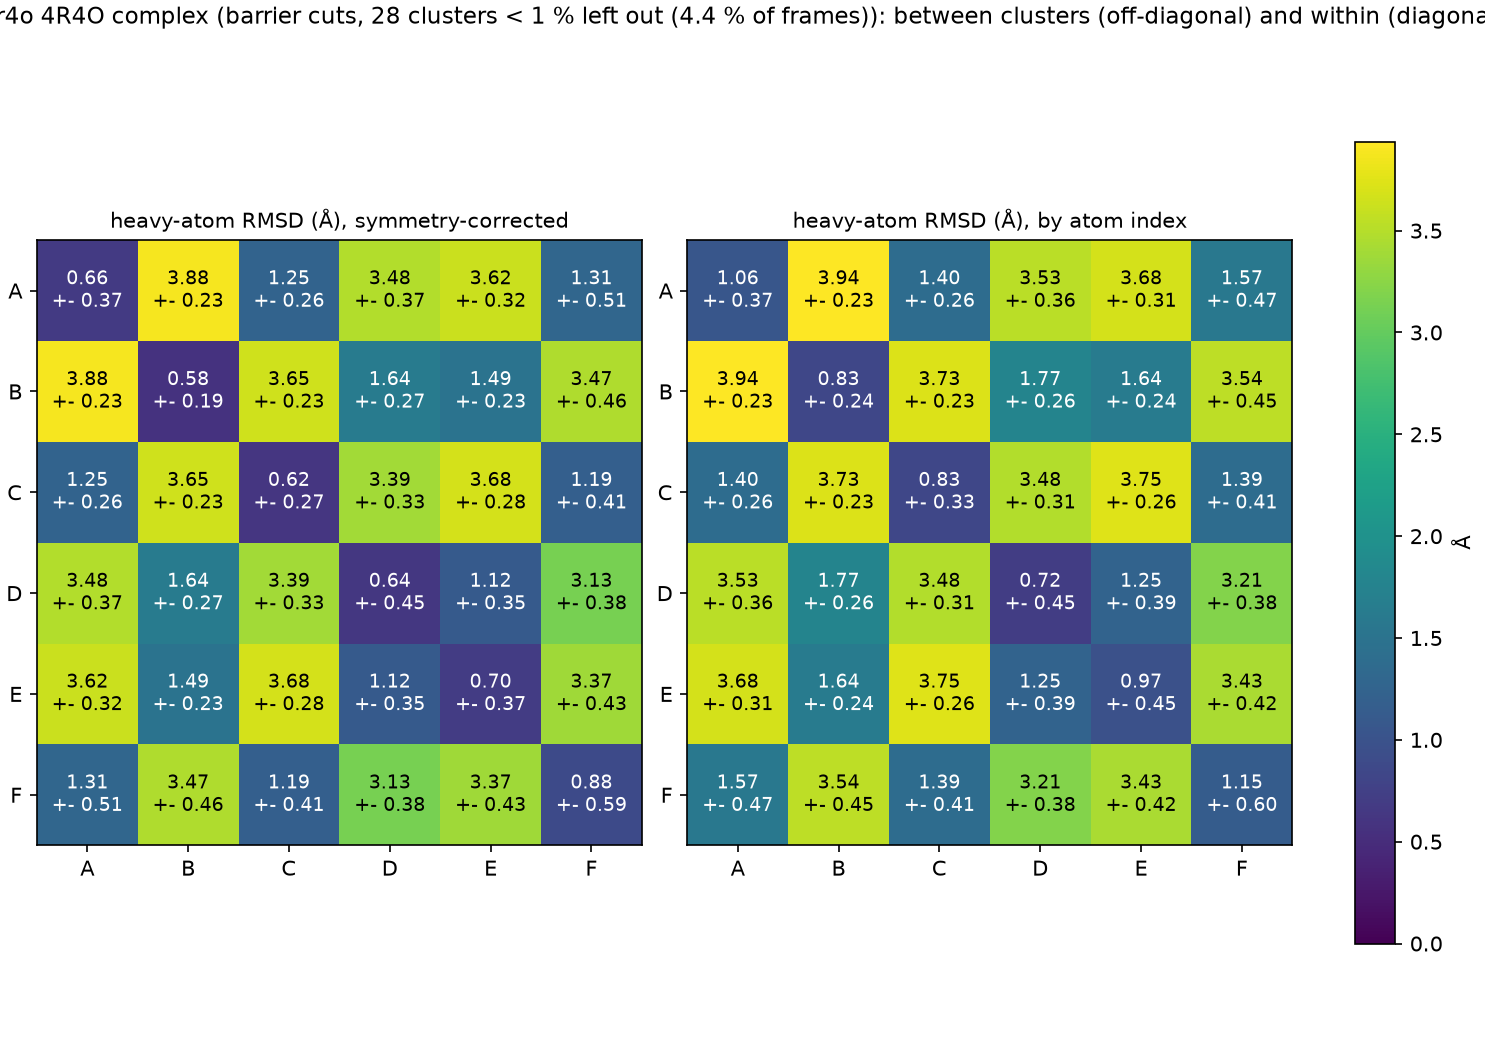 r4o 4R4O complex (barrier cuts, 28 clusters < 1 % left out (4.4 % of frames)): between clusters (off-diagonal) and within (diagona
heavy-atom RMSD (Å), symmetry-corrected
A
0.66 3.88 1.25 3.48 3.62 1.31
+- 0.37 +- 0.23 +- 0.26 +- 0.37 +- 0.32 +- 0.51
B
3.88 0.58 3.65 1.64 1.49 3.47
+- 0.23 +- 0.19 +- 0.23 +- 0.27 +- 0.23 +- 0.46
C
1.25 3.65 0.62 3.39 3.68 1.19
+- 0.26 +- 0.23 +- 0.27 +- 0.33 +- 0.28 +- 0.41
D
3.48 1.64 3.39 0.64 1.12 3.13
+- 0.37 +- 0.27 +- 0.33 +- 0.45 +- 0.35 +- 0.38
E
3.62 1.49 3.68 1.12 0.70 3.37
+- 0.32 +- 0.23 +- 0.28 +- 0.35 +- 0.37 +- 0.43
F
1.31 3.47 1.19 3.13 3.37 0.88
+- 0.51 +- 0.46 +- 0.41 +- 0.38 +- 0.43 +- 0.59
A B C D E F
heavy-atom RMSD (Å), by atom index
A
1.06 3.94 1.40 3.53 3.68 1.57
+- 0.37 +- 0.23 +- 0.26 +- 0.36 +- 0.31 +- 0.47
B
3.94 0.83 3.73 1.77 1.64 3.54
+- 0.23 +- 0.24 +- 0.23 +- 0.26 +- 0.24 +- 0.45
C
1.40 3.73 0.83 3.48 3.75 1.39
+- 0.26 +- 0.23 +- 0.33 +- 0.31 +- 0.26 +- 0.41
D
3.53 1.77 3.48 0.72 1.25 3.21
+- 0.36 +- 0.26 +- 0.31 +- 0.45 +- 0.39 +- 0.38
E
3.68 1.64 3.75 1.25 0.97 3.43
+- 0.31 +- 0.24 +- 0.26 +- 0.39 +- 0.45 +- 0.42
F
1.57 3.54 1.39 3.21 3.43 1.15
+- 0.47 +- 0.45 +- 0.41 +- 0.38 +- 0.42 +- 0.60
A B C D E F
3.5
3.0
2.5
2.0
1.5
1.0
0.5
0.0
Å